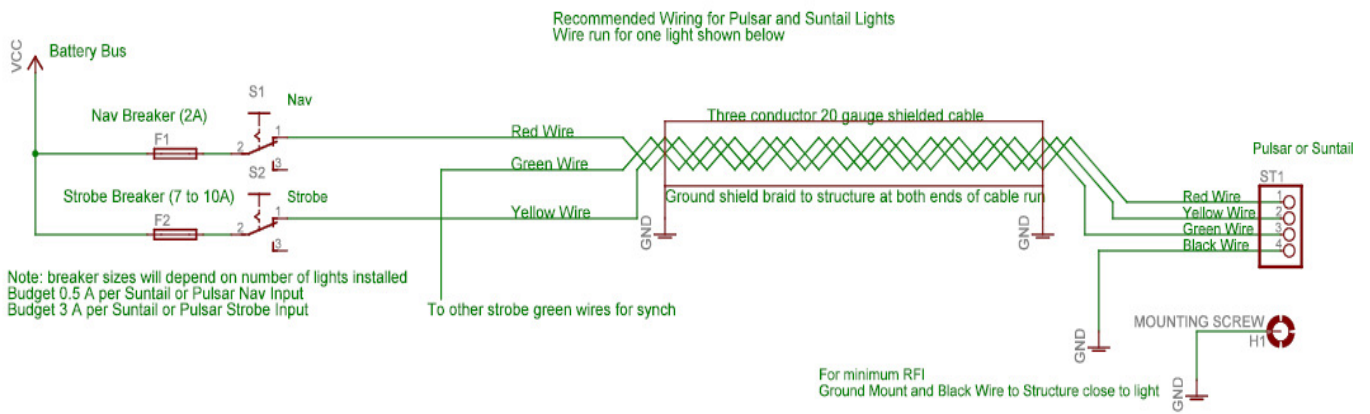 Recommended Wiring for Pulsar and Suntail Lights
Wire run for one light shown below
VCC
Battery Bus
S1
Nav
Nav Breaker (2A)
F1
2
1
3
Red Wire
Three conductor 20 gauge shielded cable
Green Wire
Pulsar or Suntail
S2
Strobe Breaker (7 to 10A)
Strobe
F2
2
1
3
Yellow Wire
Ground shield braid to structure at both ends of cable run
GND
GND
ST1
Red Wire
1
Yellow Wire
2
Green Wire
3
Black Wire
4
Note: breaker sizes will depend on number of lights installed
Budget 0.5 A per Suntail or Pulsar Nav Input
Budget 3 A per Suntail or Pulsar Strobe Input
To other strobe green wires for synch
GND
MOUNTING SCREW
H1
For minimum RFI
Ground Mount and Black Wire to Structure close to light
GND